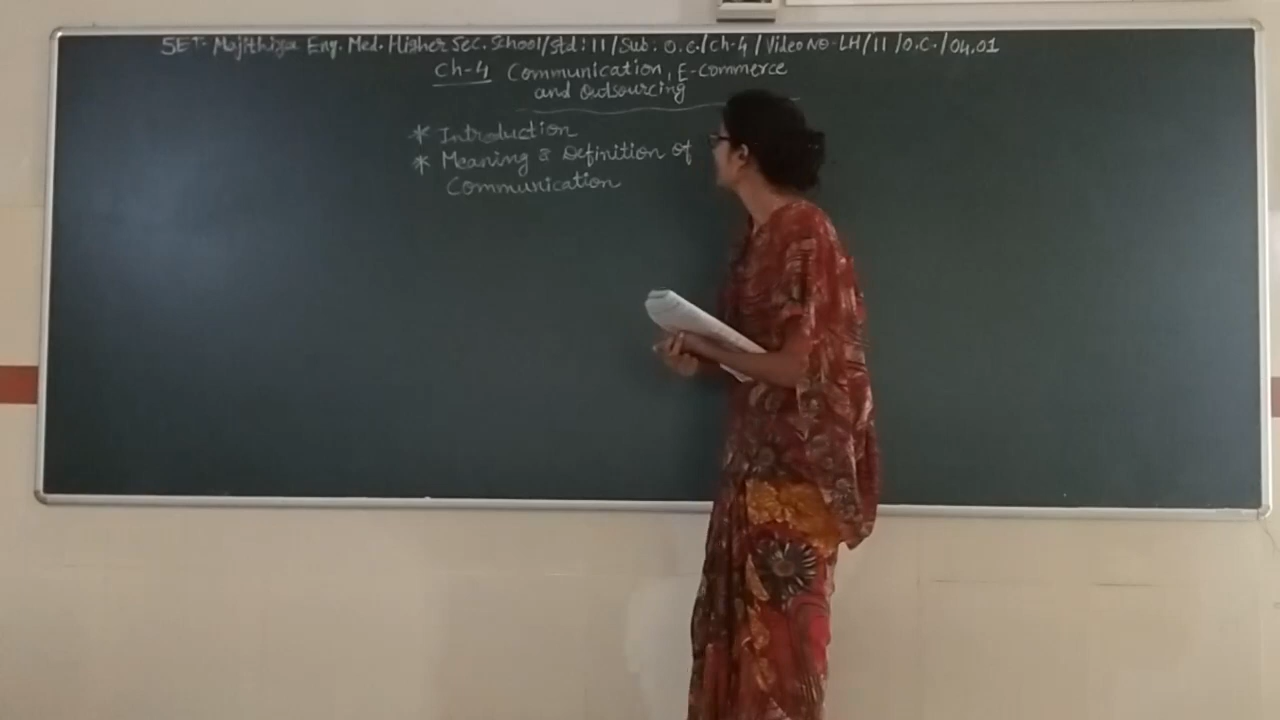 SET- Majithiya Eng. Med. Higher Sec. School/std:11/Sub: O.C./ch-4/Video NO-LH/11/O.C./04.01
Ch-4 Communication, E-Commerce
and Outsourcing
* Introduction
* Meaning & Definition of
Communication